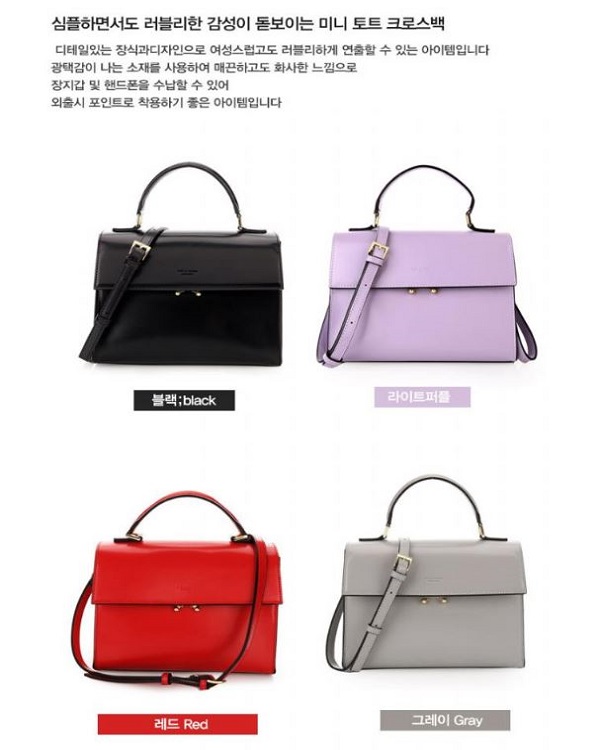 심플하면서도 러블리한 감성이 돋보이는 미니 토트 크로스백
디테일있는 장식과디자인으로 여성스럽고도 러블리하게 연출할 수 있는 아이템입니다
광택감이 나는 소재를 사용하여 매끈하고도 화사한 느낌으로
장지갑 및 핸드폰을 수납할 수 있어
외출시 포인트로 착용하기 좋은 아이템입니다
블랙;black
라이트퍼플
레드 Red
그레이 Gray